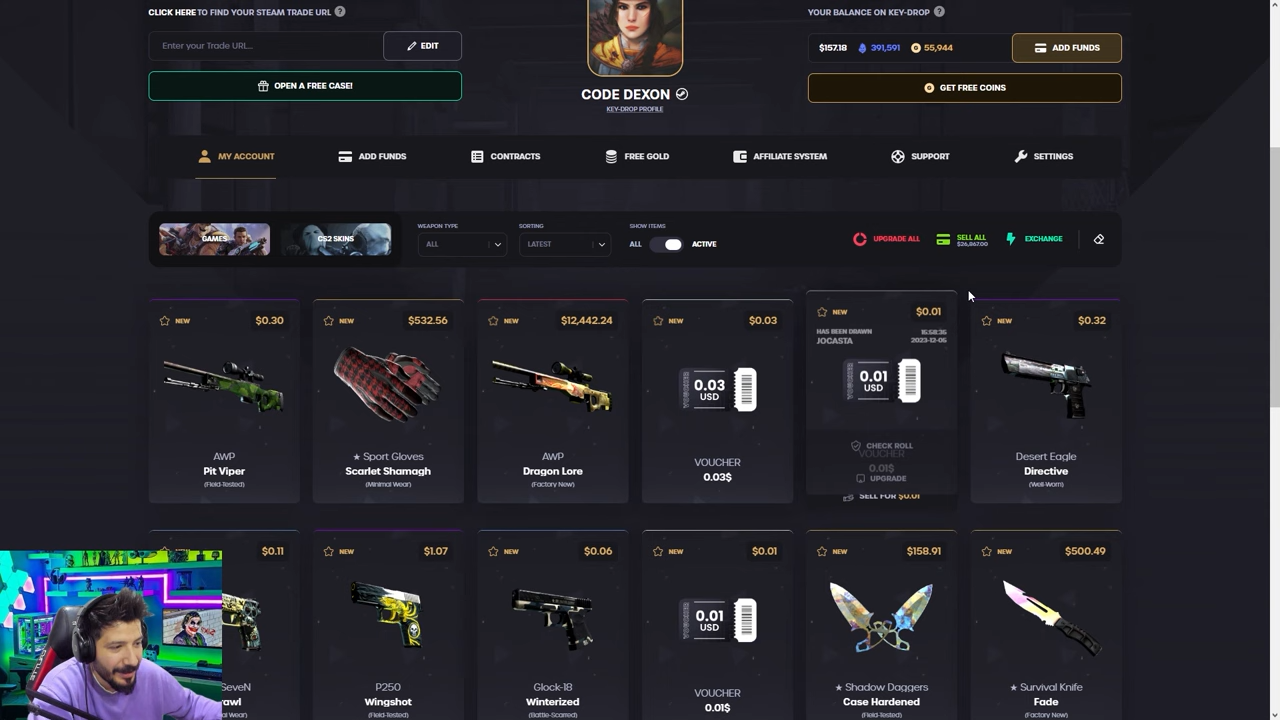 CLICK HERE TO FIND YOUR STEAM TRADE URL ?
YOUR BALANCE ON KEY-DROP ?
Enter your Trade URL...
EDIT
$157.18 391,591 G 55,944
ADD FUNDS
OPEN A FREE CASE!
G GET FREE COINS
CODE DEXON
KEY-DROP PROFILE
MY ACCOUNT
ADD FUNDS
CONTRACTS
FREE GOLD
AFFILIATE SYSTEM
SUPPORT
SETTINGS
GAMES
CS2 SKINS
WEAPON TYPE
ALL
SORTING
LATEST
SHOW ITEMS
ALL
ACTIVE
UPGRADE ALL
SELL ALL
$26,867.00
EXCHANGE
NEW $0.30
AWP
Pit Viper
(Field-Tested)
NEW $532.56
★ Sport Gloves
Scarlet Shamagh
(Minimal Wear)
NEW $12,442.24
AWP
Dragon Lore
(Factory New)
NEW $0.03
0.03
USD
VOUCHER
0.03$
NEW $0.01
HAS BEEN DRAWN
JOCASTA
15:58:35
2023-12-06
0.01
USD
CHECK ROLL
VOUCHER
0.01$
UPGRADE
SELL FOR $0.01
NEW $0.32
Desert Eagle
Directive
(Well-Worn)
$0.11
SeveN
rawl
al Wear)
NEW $1.07
P250
Wingshot
(Field-Tested)
NEW $0.06
Glock-18
Winterized
(Battle-Scarred)
NEW $0.01
0.01
USD
VOUCHER
0.01$
NEW $158.91
★ Shadow Daggers
Case Hardened
(Field-Tested)
NEW $500.49
★ Survival Knife
Fade
(Factory New)